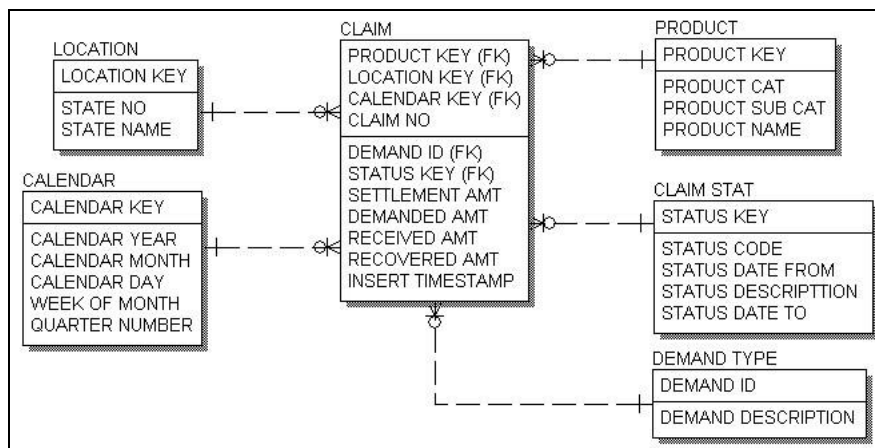 LOCATION
LOCATION KEY
STATE NO
STATE NAME
CALENDAR
CALENDAR KEY
CALENDAR YEAR
CALENDAR MONTH
CALENDAR DAY
WEEK OF MONTH
QUARTER NUMBER
CLAIM
PRODUCT KEY (FK)
LOCATION KEY (FK)
CALENDAR KEY (FK)
CLAIM NO
DEMAND ID (FK)
STATUS KEY (FK)
SETTLEMENT AMT
DEMANDED AMT
RECEIVED AMT
RECOVERED AMT
INSERT TIMESTAMP
PRODUCT
PRODUCT KEY
PRODUCT CAT
PRODUCT SUB CAT
PRODUCT NAME
CLAIM STAT
STATUS KEY
STATUS CODE
STATUS DATE FROM
STATUS DESCRIPTTION
STATUS DATE TO
DEMAND TYPE
DEMAND ID
DEMAND DESCRIPTION